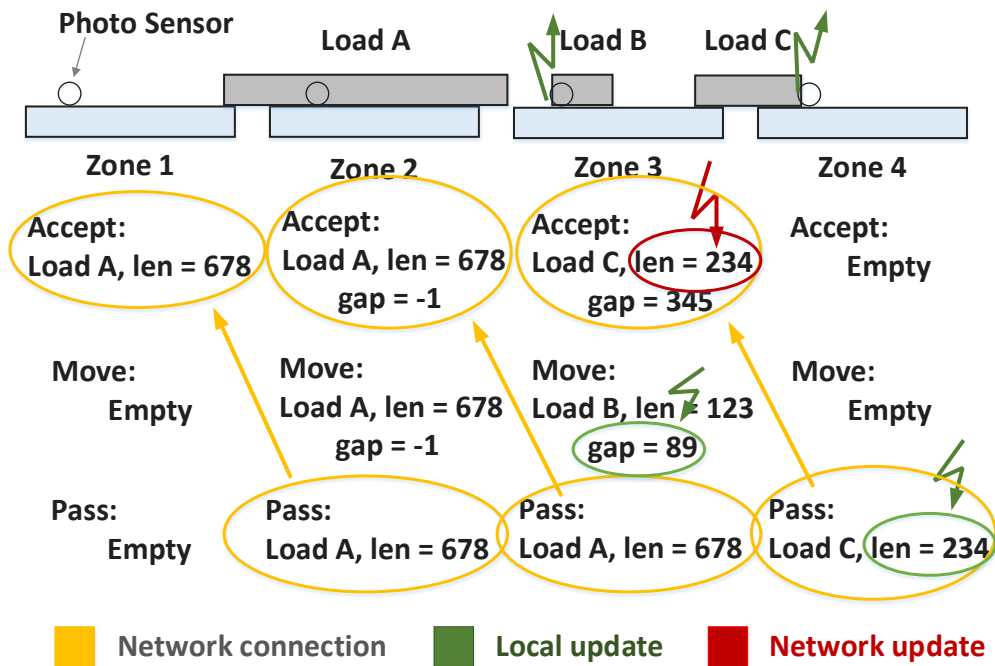 Photo Sensor
Load A
Load B
Load C
Zone 1
Zone 2
Zone 3
Zone 4
Accept:
Load A, len = 678
Accept:
Load A, len = 678
gap = -1
Accept:
Load C, len = 234
gap = 345
Accept:
Empty
Move:
Empty
Move:
Load A, len = 678
gap = -1
Move:
Load B, len = 123
gap = 89
Move:
Empty
Pass:
Empty
Pass:
Load A, len = 678
Pass:
Load A, len = 678
Pass:
Load C, len = 234
Network connection
Local update
Network update